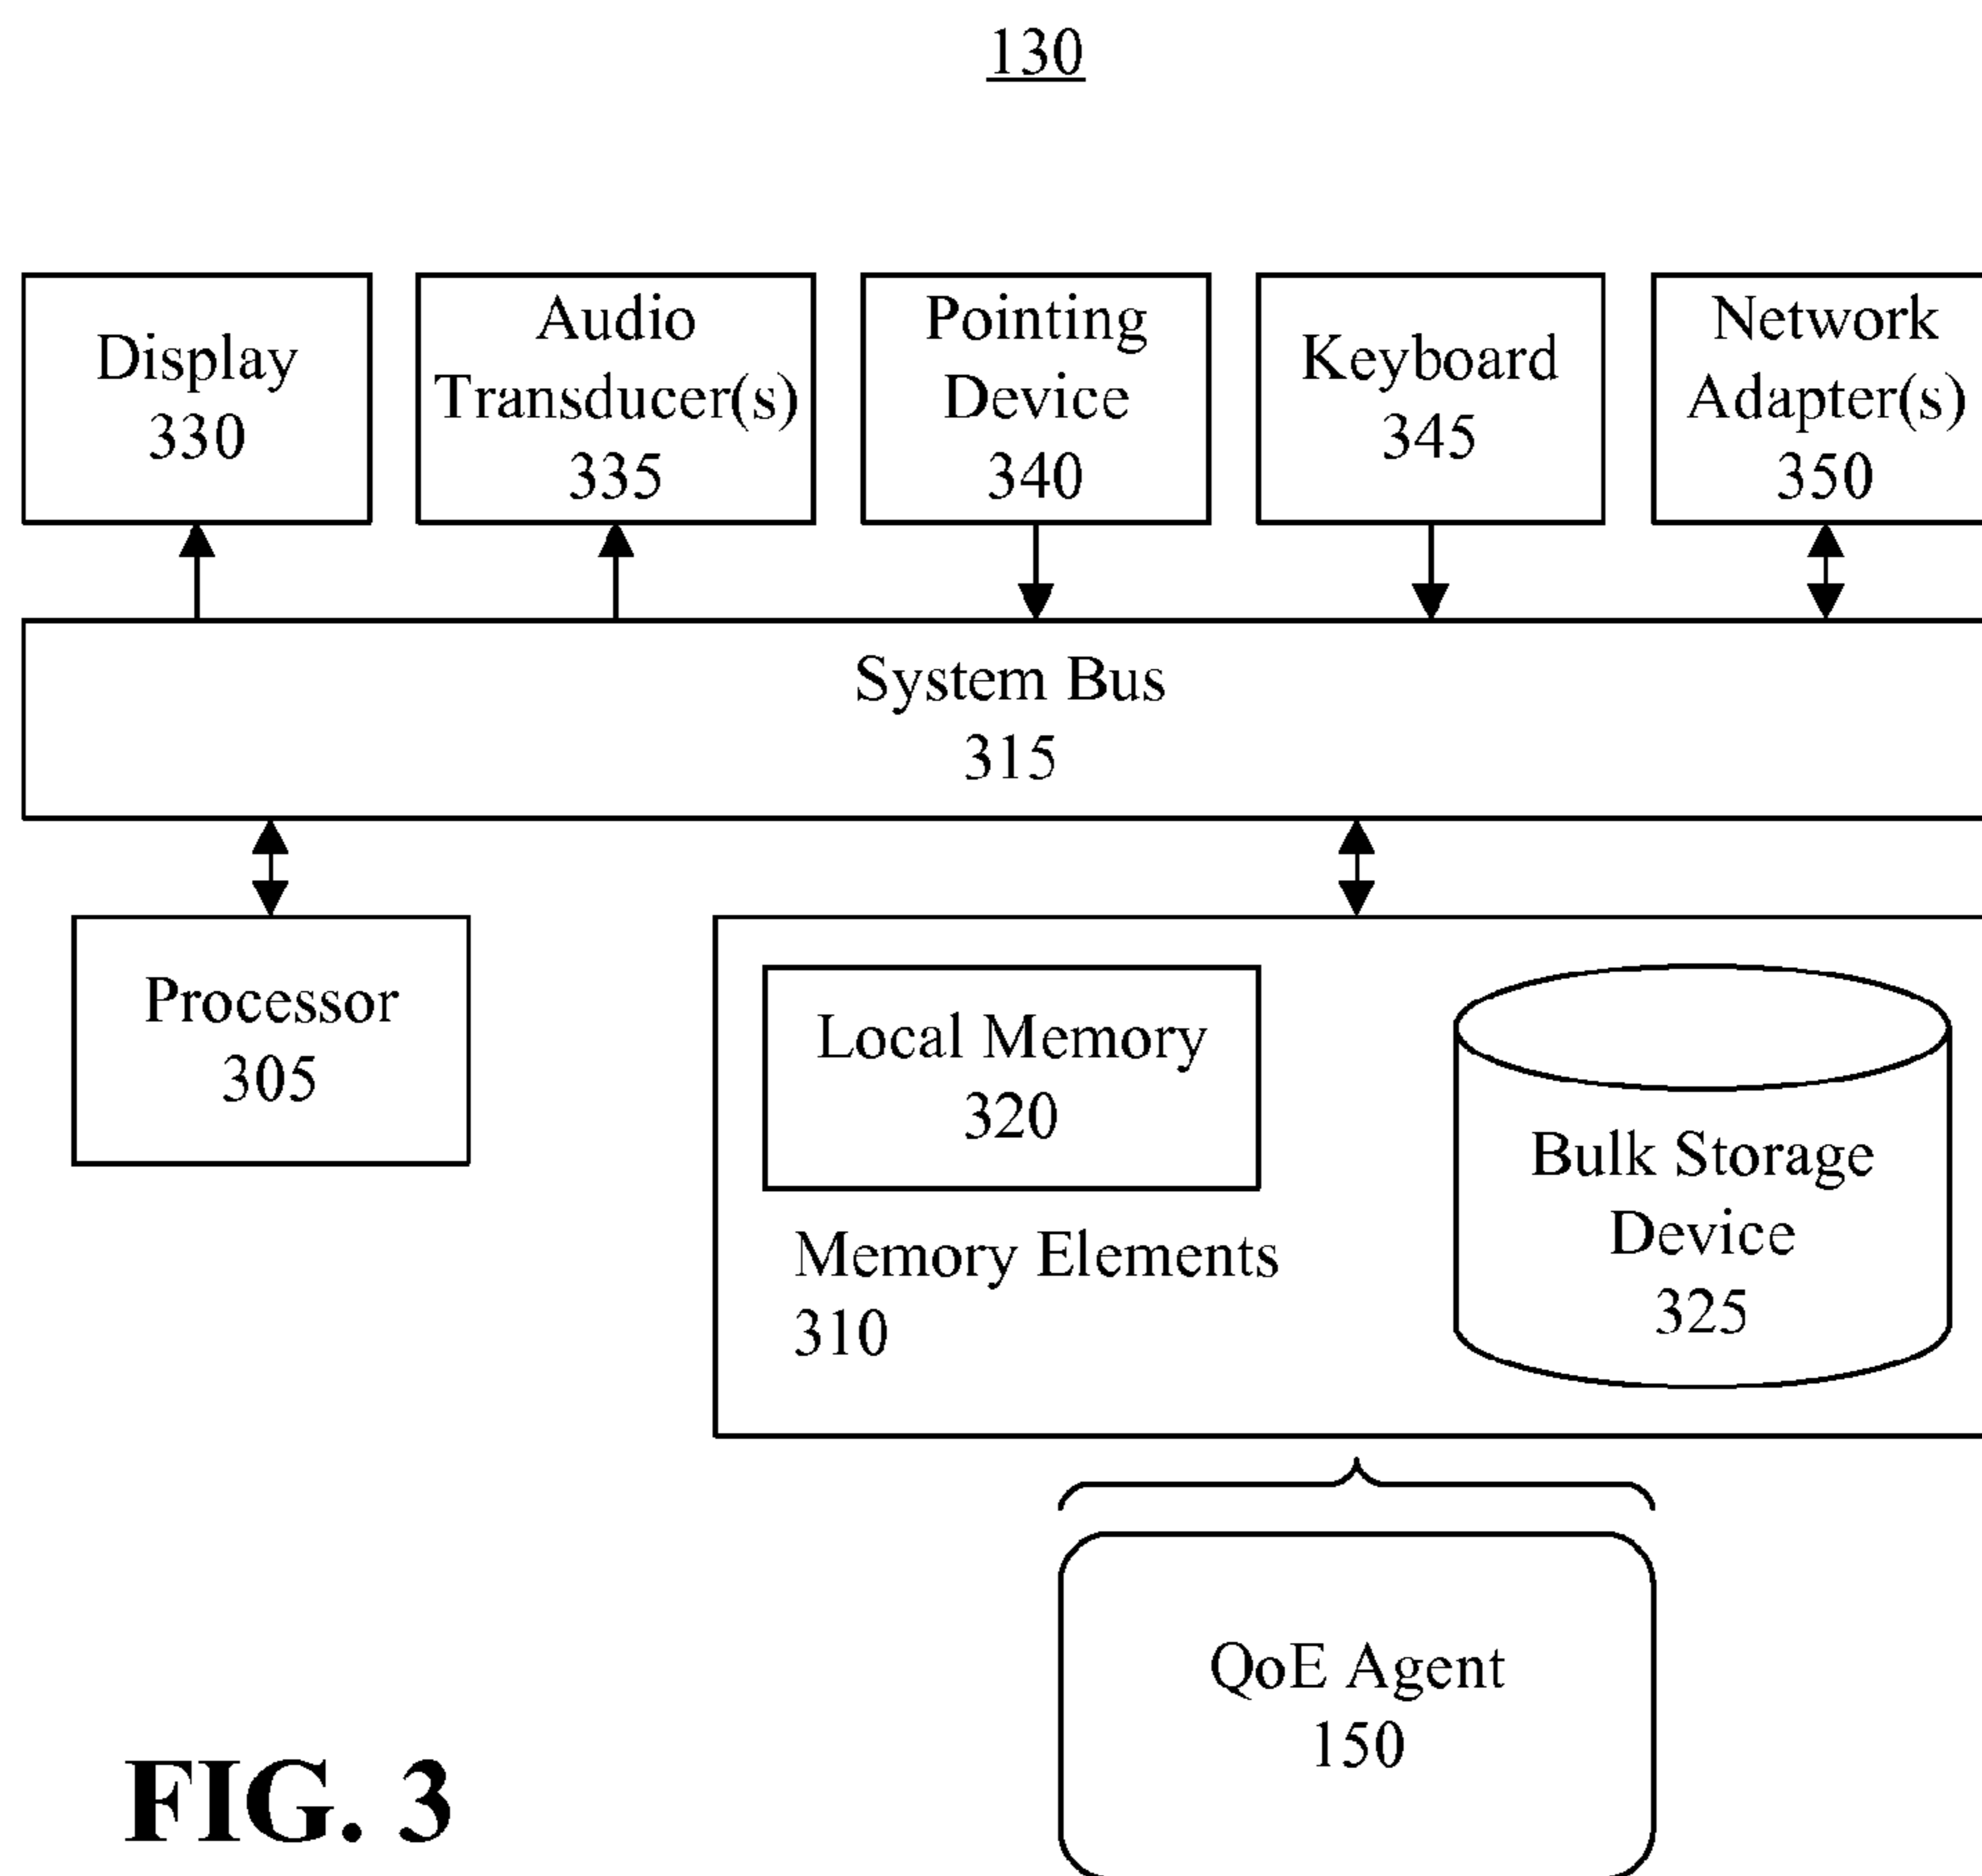 130
Display
330
Audio
Transducer(s)
335
Pointing
Device
340
Keyboard
345
Network
Adapter(s)
350
System Bus
315
Processor
305
Local Memory
320
Memory Elements
310
Bulk Storage
Device
325
QoE Agent
150
FIG. 3